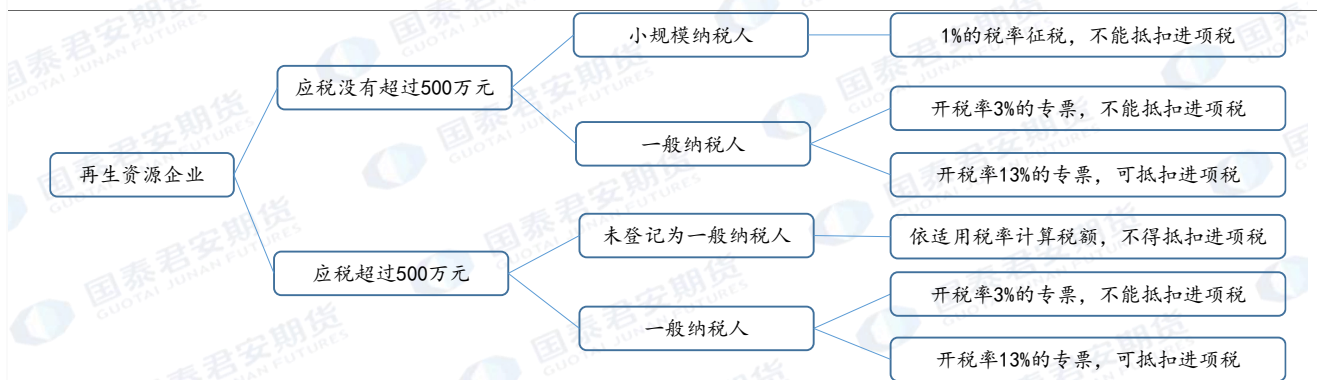 小规模纳税人
1%的税率征税，不能抵扣进项税
应税没有超过500万元
开税率3%的专票，不能抵扣进项税
一般纳税人
再生资源企业
开税率13%的专票，可抵扣进项税
未登记为一般纳税人
依适用税率计算税额，不得抵扣进项税
应税超过500万元
开税率3%的专票，不能抵扣进项税
一般纳税人
开税率13%的专票，可抵扣进项税
国泰君安期货
GUOTAI JUNAN FUTURES